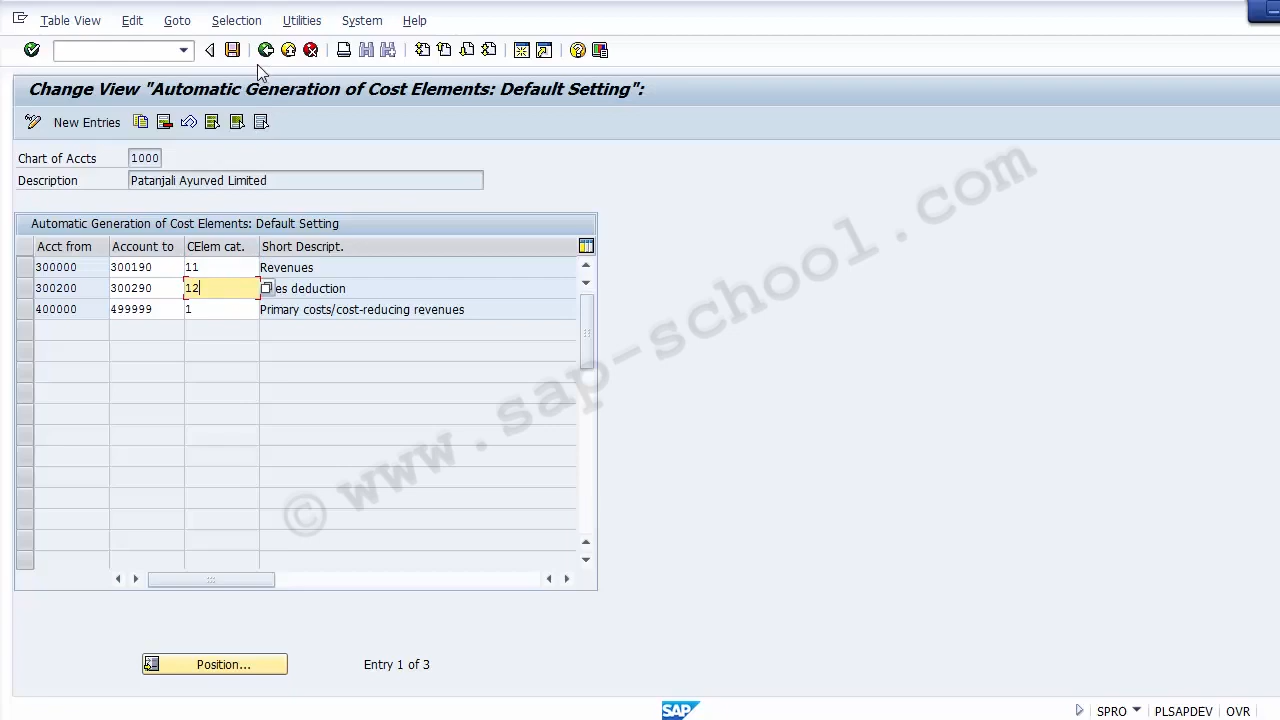 Table View Edit Goto Selection Utilities System Help
Change View "Automatic Generation of Cost Elements: Default Setting":
New Entries
Chart of Accts 1000
Description Patanjali Ayurved Limited
Automatic Generation of Cost Elements: Default Setting
Acct from Account to CElem cat. Short Descript.
300000 300190 11 Revenues
300200 300290 12 es deduction
400000 499999 1 Primary costs/cost-reducing revenues
© www.sap-school.com
Position... Entry 1 of 3
SAP SPRO PLSAPDEV OVR